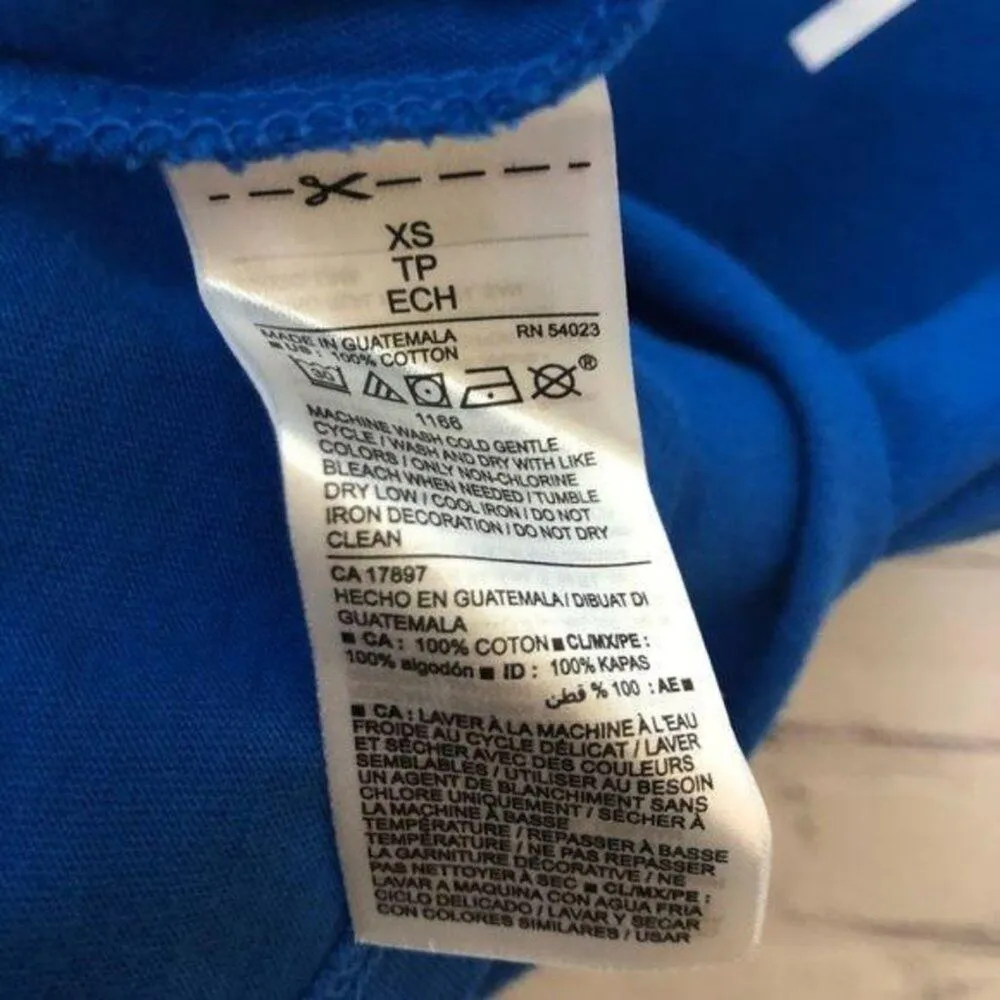 XS
TP
ECH
MADE IN GUATEMALA RN 54023
■ US : 100% COTTON
30 ®
1166
MACHINE WASH COLD GENTLE
CYCLE / WASH AND DRY WITH LIKE
COLORS / ONLY NON-CHLORINE
BLEACH WHEN NEEDED / TUMBLE
DRY LOW / COOL IRON / DO NOT
IRON DECORATION / DO NOT DRY
CLEAN
CA 17897
HECHO EN GUATEMALA / DIBUAT DI
GUATEMALA
■ CA : 100% COTON ■ CL/MX/PE :
100% algodón ■ ID : 100% KAPAS
■ AE: 100 % قطن
■ CA : LAVER À LA MACHINE À L'EAU
FROIDE AU CYCLE DÉLICAT / LAVER
ET SÉCHER AVEC DES COULEURS
SEMBLABLES / UTILISER AU BESOIN
UN AGENT DE BLANCHIMENT SANS
CHLORE UNIQUEMENT / SÉCHER À
LA MACHINE À BASSE
TEMPÉRATURE / REPASSER À BASSE
TEMPÉRATURE / NE PAS REPASSER
LA GARNITURE DÉCORATIVE / NE
PAS NETTOYER À SEC ■ CL/MX/PE :
LAVAR A MAQUINA CON AGUA FRIA
CICLO DELICADO / LAVAR Y SECAR
CON COLORES SIMILARES / USAR